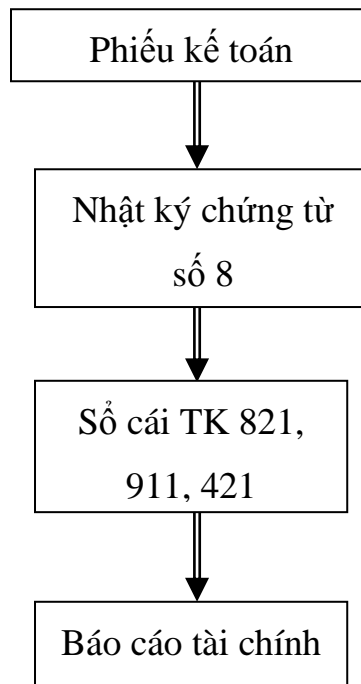 Phiếu kế toán
Nhật ký chứng từ
số 8
Sổ cái TK 821,
911, 421
Báo cáo tài chính